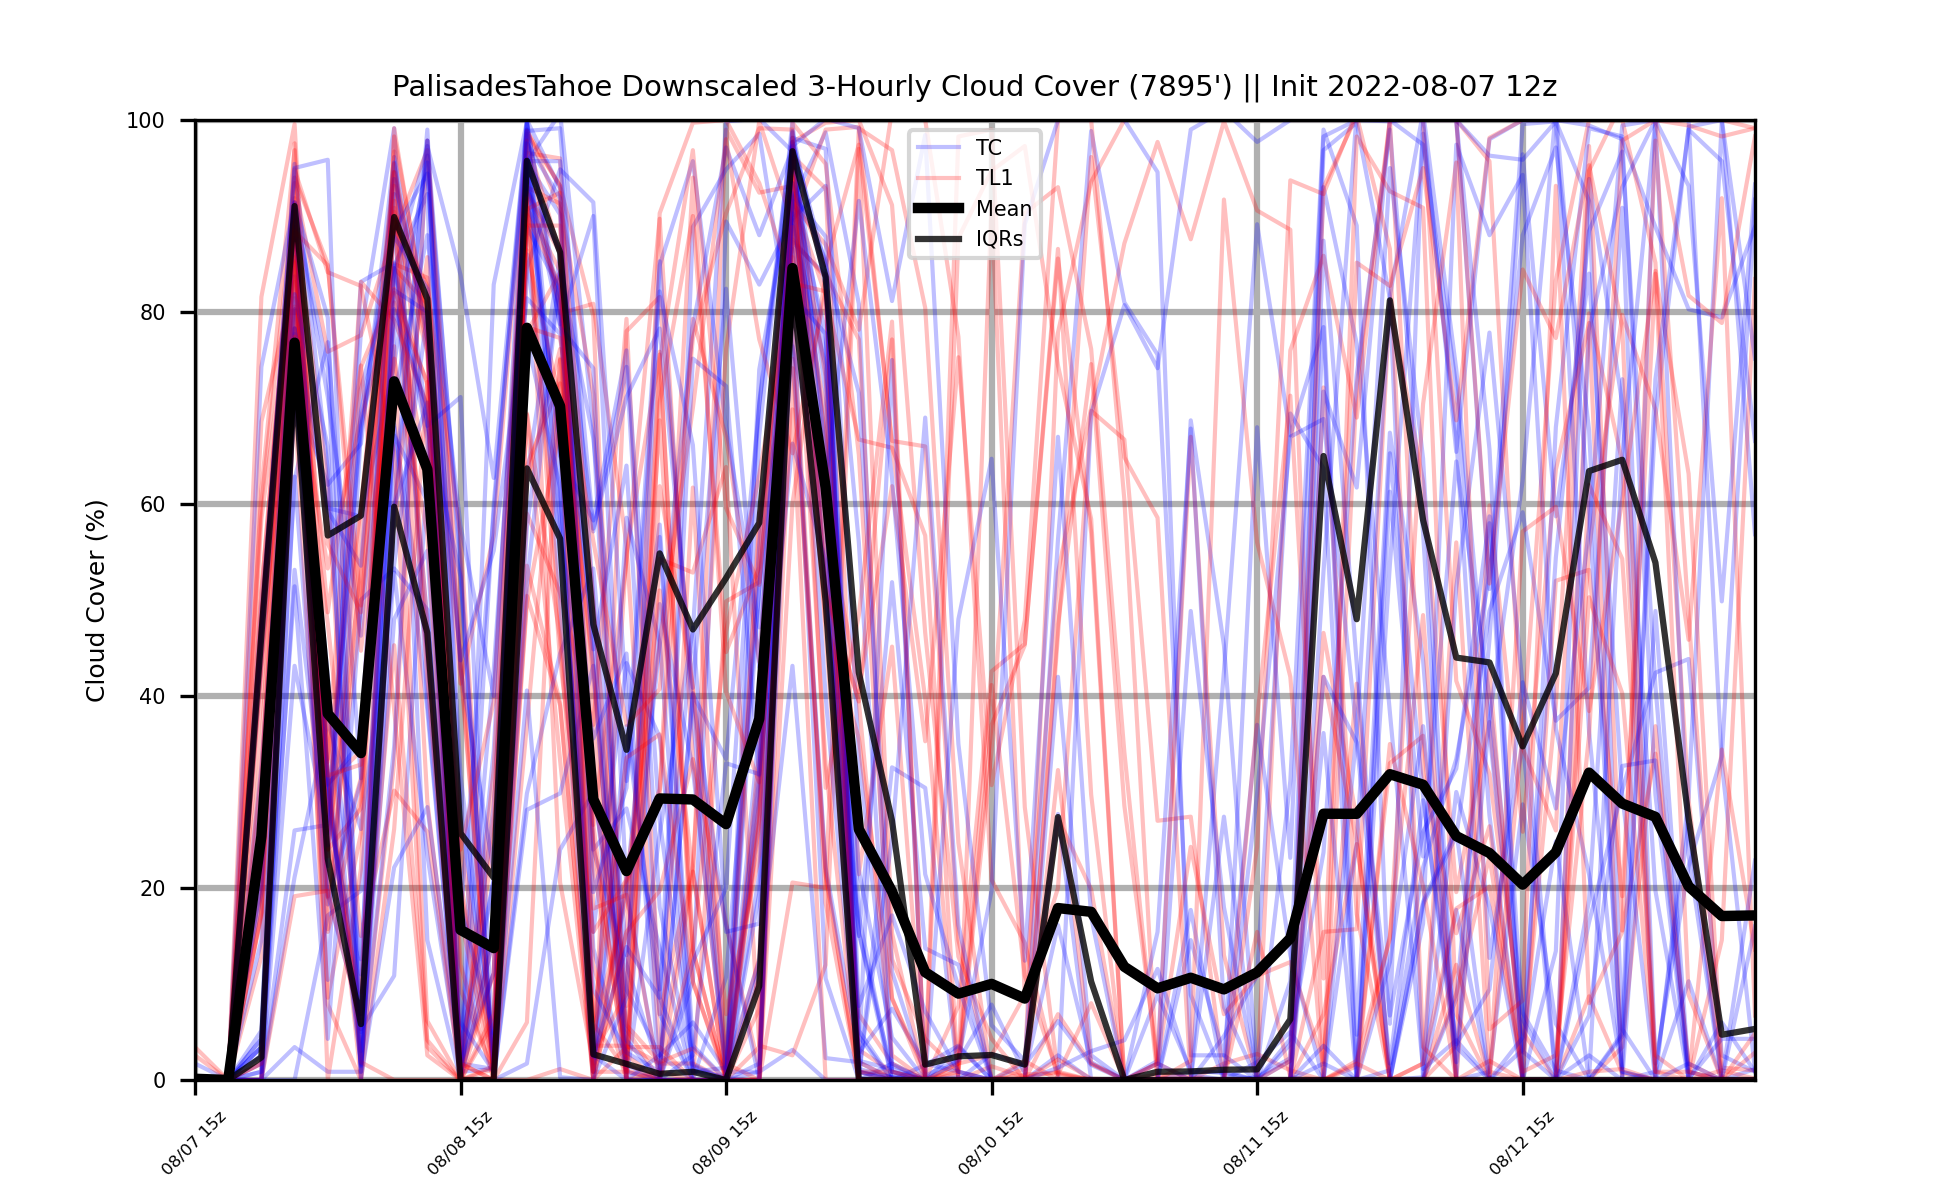 PalisadesTahoe Downscaled 3-Hourly Cloud Cover (7895') || Init 2022-08-07 12z
Cloud Cover (%)
100
80
60
40
20
0
TC
TL1
Mean
IQRs
08/07 15z
08/08 15z
08/09 15z
08/10 15z
08/11 15z
08/12 15z